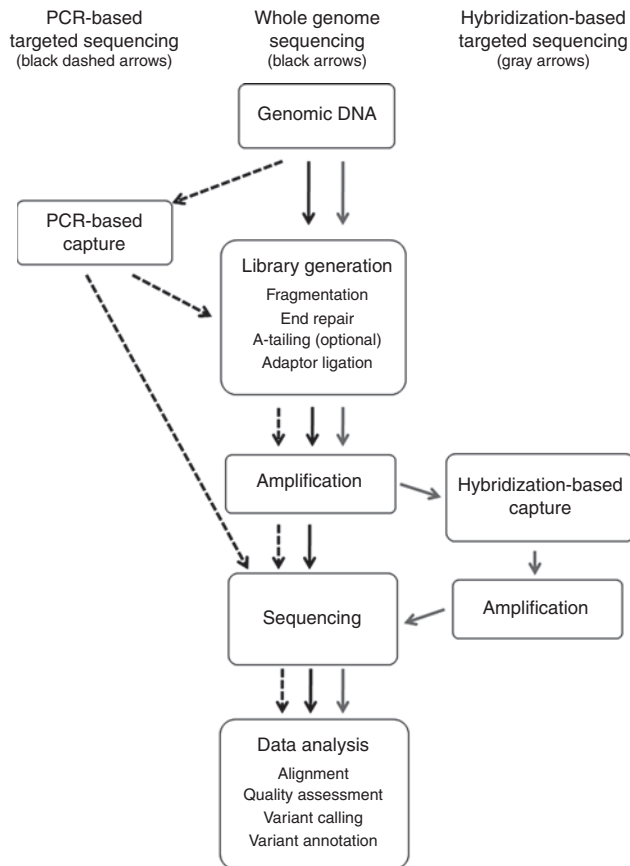 PCR-based
targeted sequencing
(black dashed arrows)
Whole genome
sequencing
(black arrows)
Hybridization-based
targeted sequencing
(gray arrows)
Genomic DNA
PCR-based
capture
Library generation
Fragmentation
End repair
A-tailing (optional)
Adaptor ligation
Amplification
Hybridization-based
capture
Amplification
Sequencing
Data analysis
Alignment
Quality assessment
Variant calling
Variant annotation